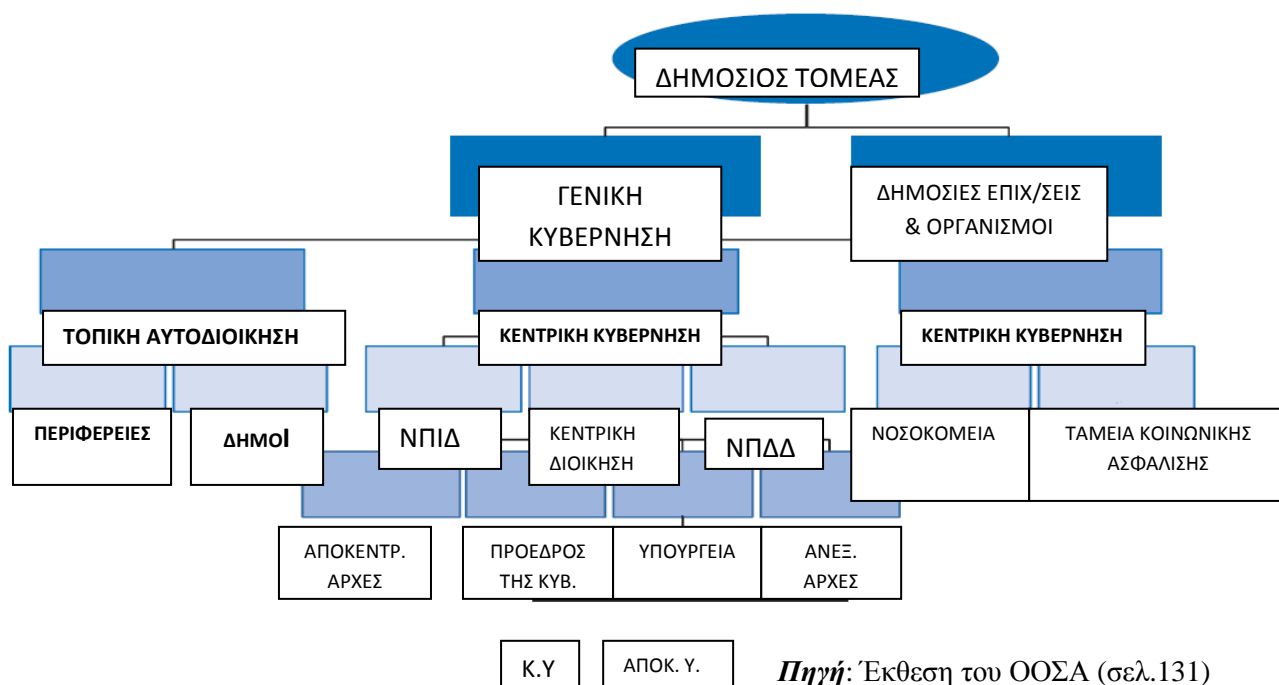 ΔΗΜΟΣΙΟΣ ΤΟΜΕΑΣ
ΓΕΝΙΚΗ
ΚΥΒΕΡΝΗΣΗ
ΔΗΜΟΣΙΕΣ ΕΠΙΧ/ΣΕΙΣ
& ΟΡΓΑΝΙΣΜΟΙ
ΤΟΠΙΚΗ ΑΥΤΟΔΙΟΙΚΗΣΗ
ΚΕΝΤΡΙΚΗ ΚΥΒΕΡΝΗΣΗ
ΚΕΝΤΡΙΚΗ ΚΥΒΕΡΝΗΣΗ
ΠΕΡΙΦΕΡΕΙΕΣ
ΔΗΜΟΙ
ΝΠΙΔ
ΚΕΝΤΡΙΚΗ
ΔΙΟΙΚΗΣΗ
ΝΠΔΔ
ΝΟΣΟΚΟΜΕΙΑ
ΤΑΜΕΙΑ ΚΟΙΝΩΝΙΚΗΣ
ΑΣΦΑΛΙΣΗΣ
ΑΠΟΚΕΝΤΡ.
ΑΡΧΕΣ
ΠΡΟΕΔΡΟΣ
ΤΗΣ ΚΥΒ.
ΥΠΟΥΡΓΕΙΑ
ΑΝΕΞ.
ΑΡΧΕΣ
Κ.Υ
ΑΠΟΚ. Υ.
Πηγή: Έκθεση του ΟΟΣΑ (σελ.131)